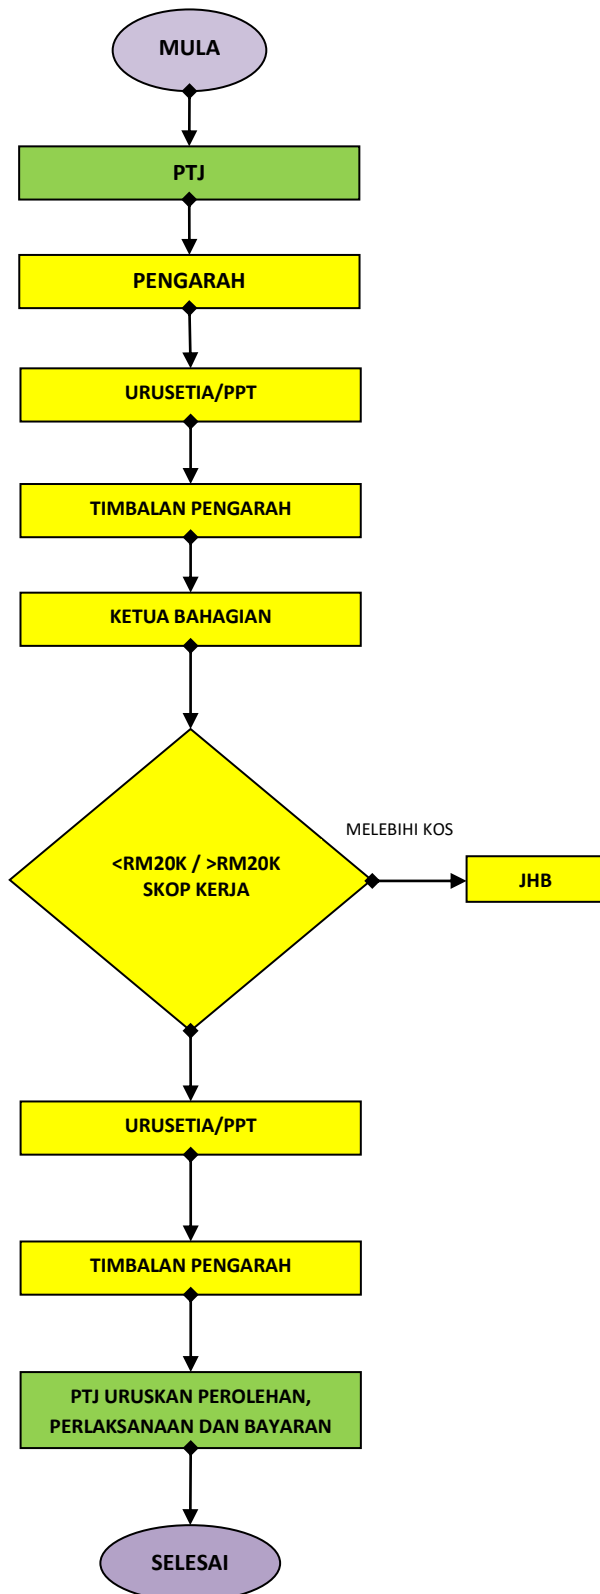 MULA
PTJ
PENGARAH
URUSETIA/PPT
TIMBALAN PENGARAH
KETUA BAHAGIAN
MELEBIHI KOS
<RM20K / >RM20K
SKOP KERJA
JHB
URUSETIA/PPT
TIMBALAN PENGARAH
PTJ URUSKAN PEROLEHAN,
PERLAKSANAAN DAN BAYARAN
SELESAI